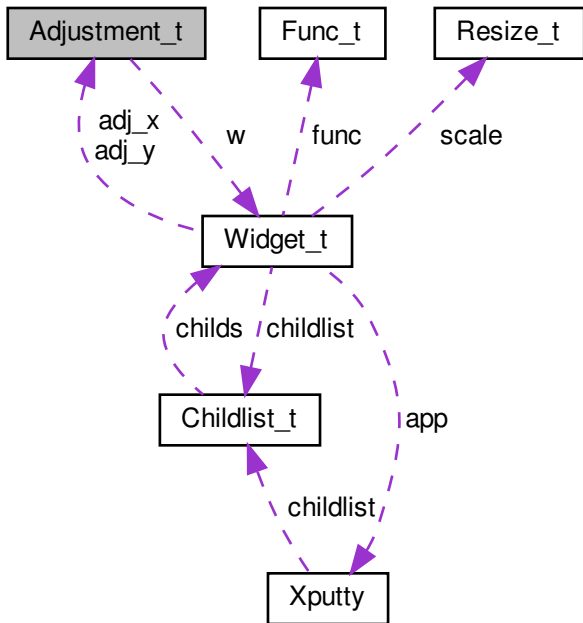 Adjustment_t
Func_t
Resize_t
adj_x
adj_y
w
func
scale
Widget_t
childs
childlist
Childlist_t
app
childlist
Xputty